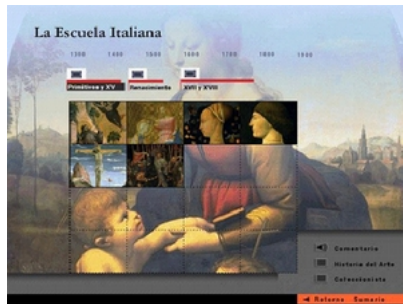 La Escuela Italiana
1300 1400 1500 1600 1700 1800 1900
Primitivos y XV Renacimiento XVII y XVIII
Comentario
Historia del Arte
Coleccionista
Retorno Sumario